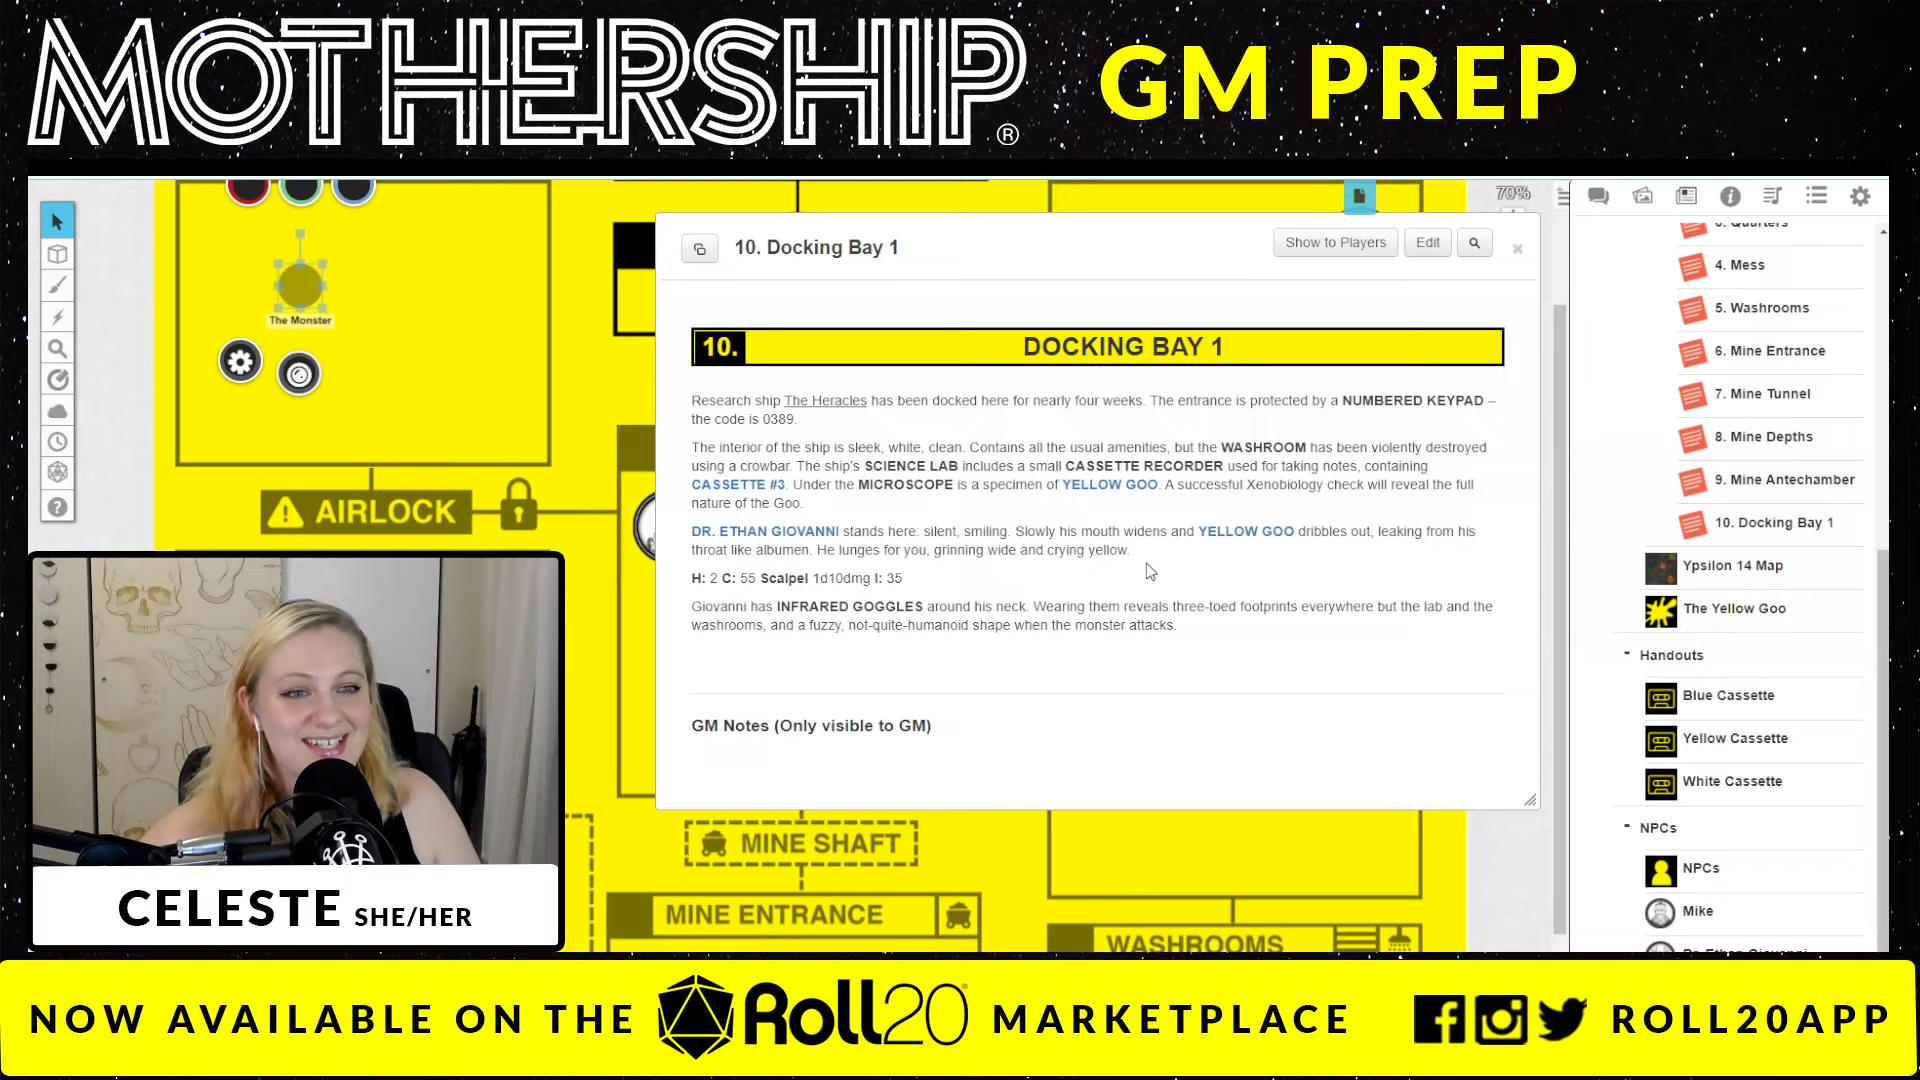 MOTHERSHIP®
GM PREP
The Monster
AIRLOCK
70%
10. Docking Bay 1
Show to Players
Edit
10.
DOCKING BAY 1
Research ship The Heracles has been docked here for nearly four weeks. The entrance is protected by a NUMBERED KEYPAD –
the code is 0389.
The interior of the ship is sleek, white, clean. Contains all the usual amenities, but the WASHROOM has been violently destroyed
using a crowbar. The ship's SCIENCE LAB includes a small CASSETTE RECORDER used for taking notes, containing
CASSETTE #3. Under the MICROSCOPE is a specimen of YELLOW GOO. A successful Xenobiology check will reveal the full
nature of the Goo.
DR. ETHAN GIOVANNI stands here: silent, smiling. Slowly his mouth widens and YELLOW GOO dribbles out, leaking from his
throat like albumen. He lunges for you, grinning wide and crying yellow.
H: 2 C: 55 Scalpel 1d10dmg I: 35
Giovanni has INFRARED GOGGLES around his neck. Wearing them reveals three-toed footprints everywhere but the lab and the
washrooms, and a fuzzy, not-quite-humanoid shape when the monster attacks.
GM Notes (Only visible to GM)
MINE SHAFT
MINE ENTRANCE
WASHROOMS
3. Quarters
4. Mess
5. Washrooms
6. Mine Entrance
7. Mine Tunnel
8. Mine Depths
9. Mine Antechamber
10. Docking Bay 1
Ypsilon 14 Map
The Yellow Goo
Handouts
Blue Cassette
Yellow Cassette
White Cassette
NPCs
NPCs
Mike
Dr. Ethan Giovanni
CELESTE SHE/HER
NOW AVAILABLE ON THE Roll20® MARKETPLACE
ROLL20APP